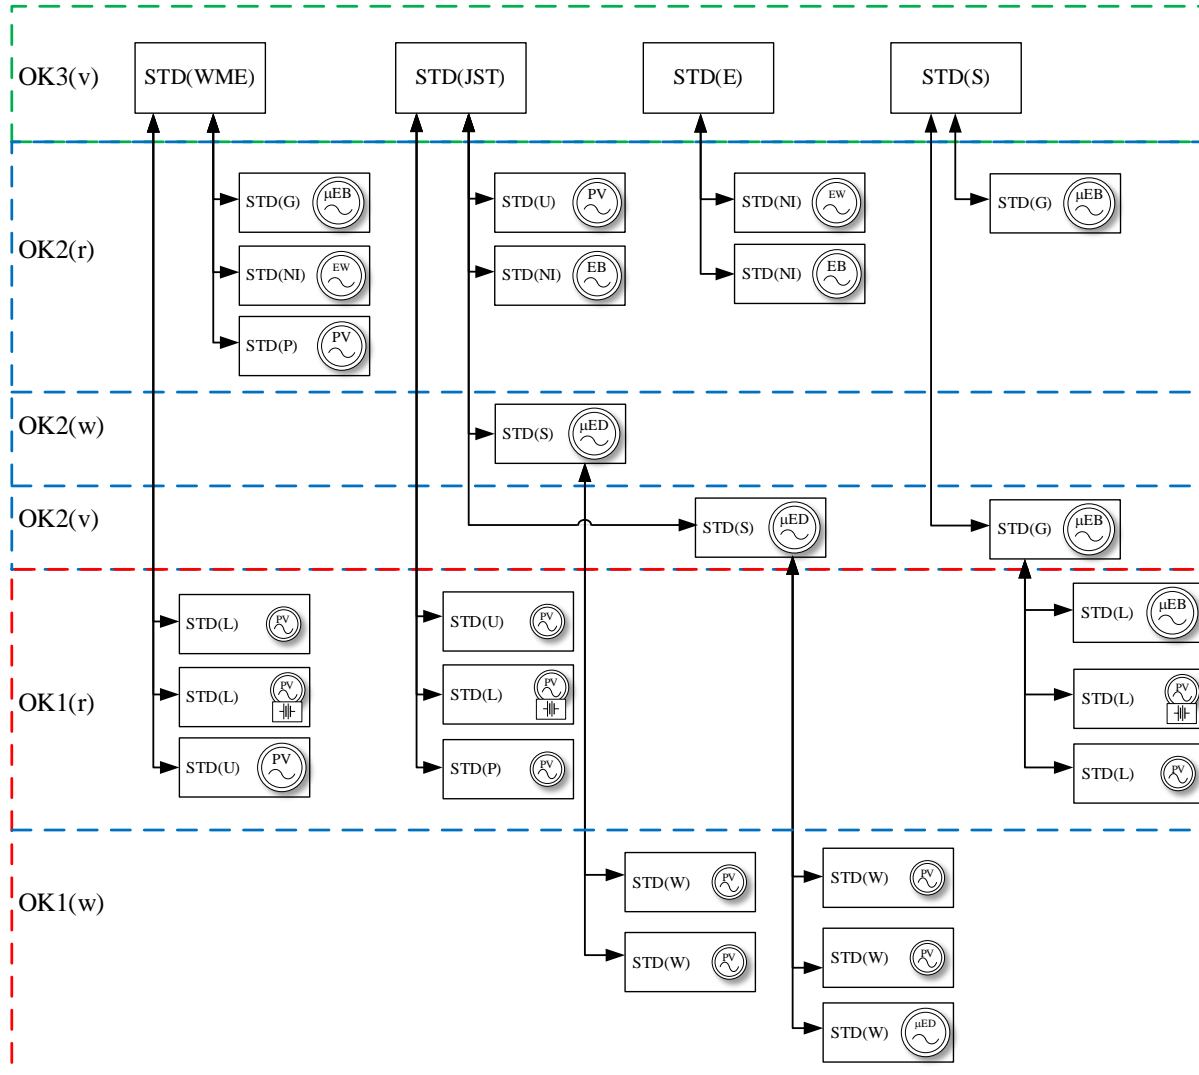 OK3(v)
STD(WME)
STD(JST)
STD(E)
STD(S)
OK2(r)
STD(G) μEB
STD(U) PV
STD(NI) EW
STD(G) μEB
STD(NI) EW
STD(NI) EB
STD(NI) EB
STD(P) PV
OK2(w)
STD(S) μED
OK2(v)
STD(S) μED
STD(G) μEB
OK1(r)
STD(L) PV
STD(U) PV
STD(L) μEB
STD(L) PV
STD(L) PV
STD(L) PV
STD(U) PV
STD(P) PV
STD(L) PV
OK1(w)
STD(W) PV
STD(W) PV
STD(W) PV
STD(W) PV
STD(W) μED